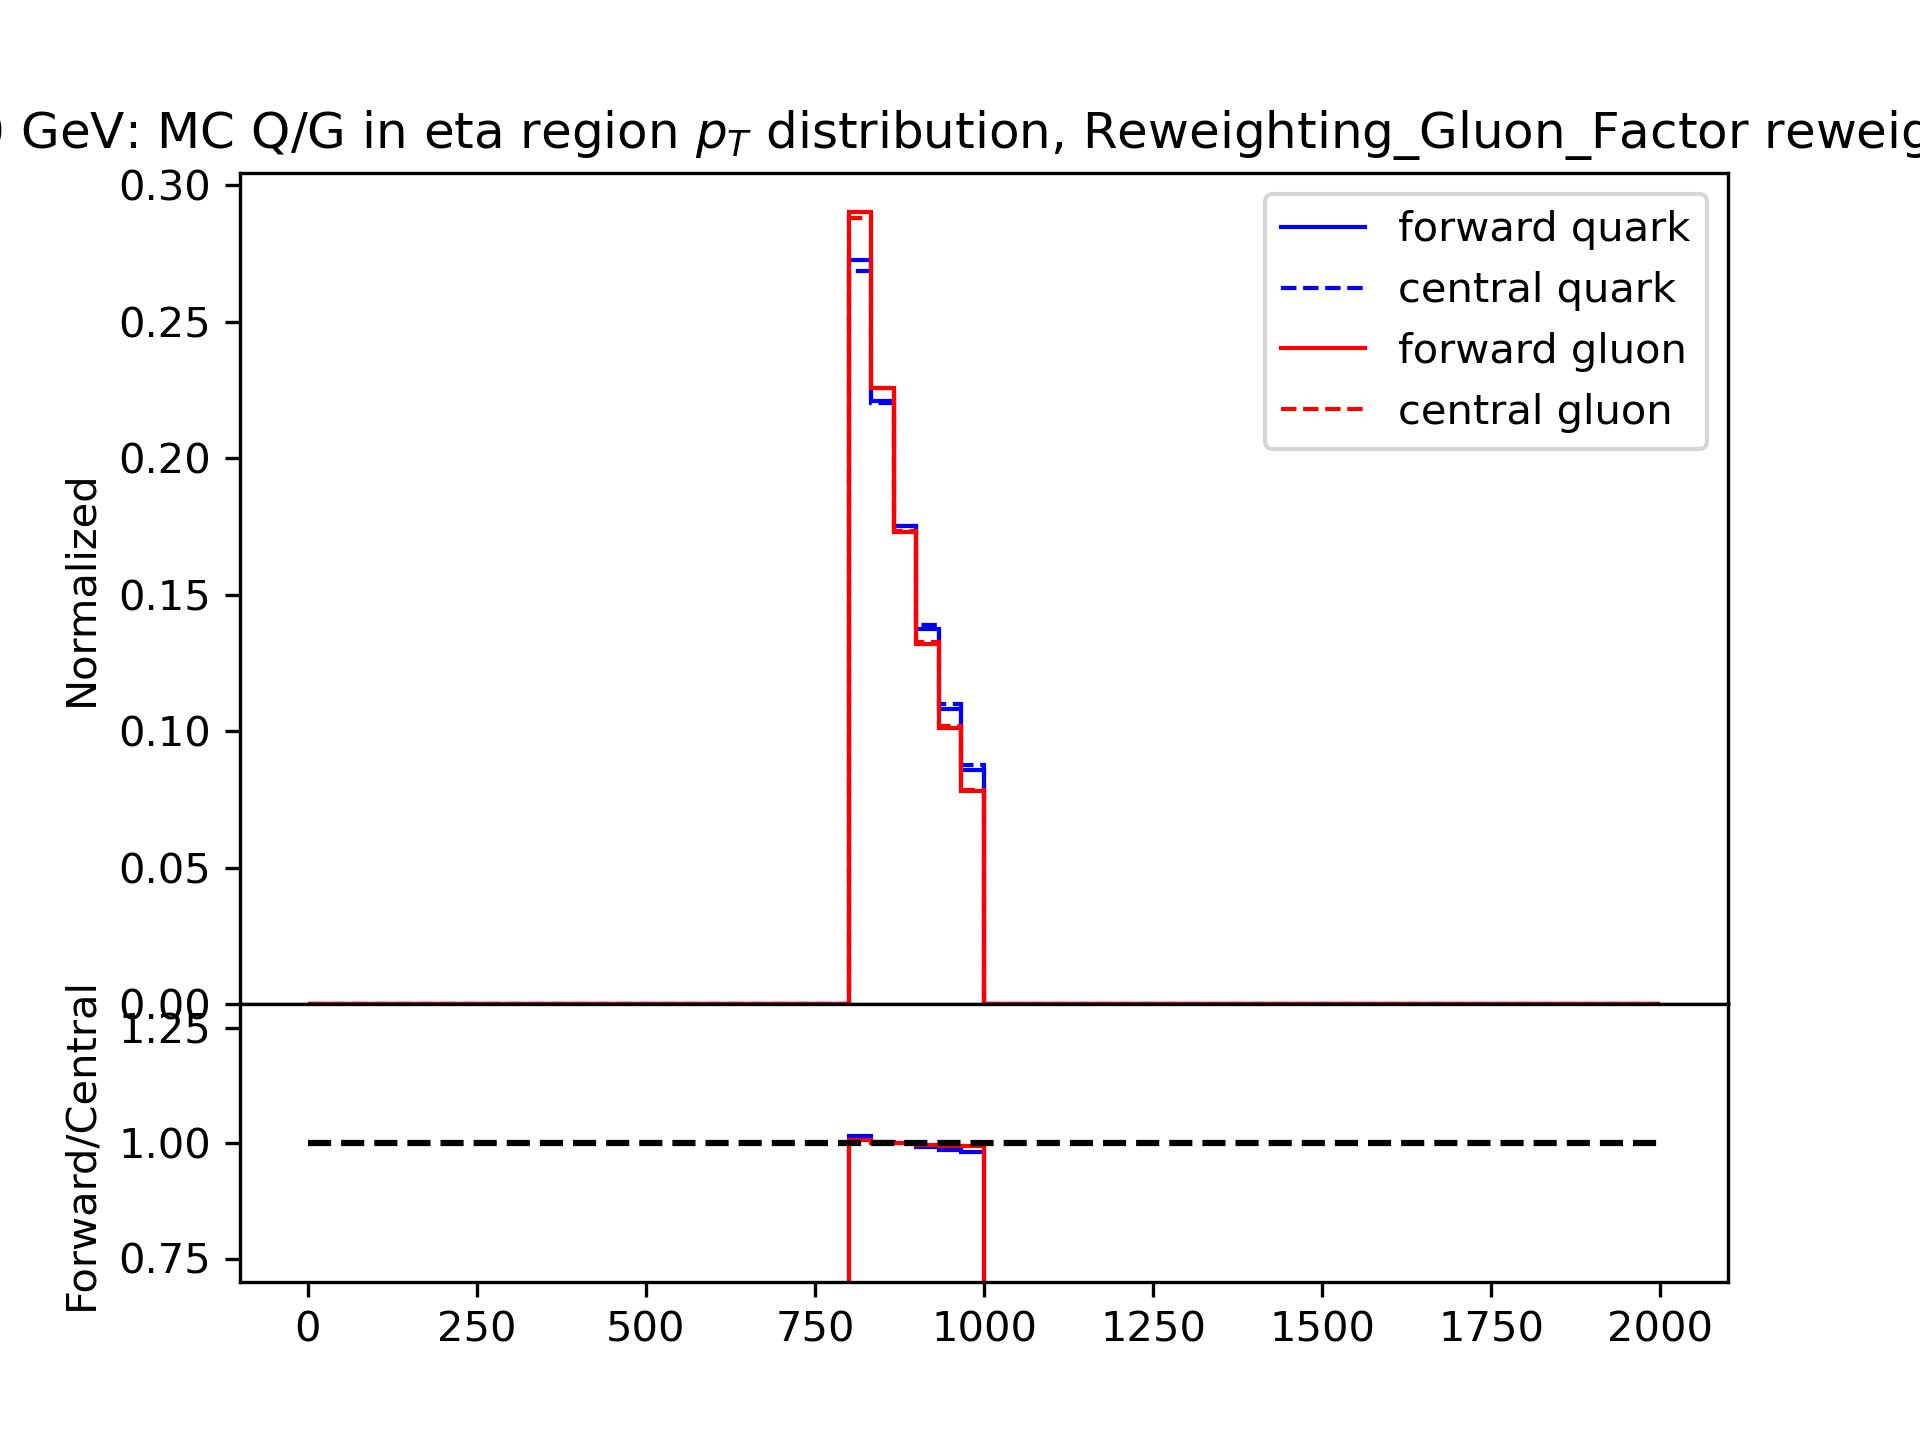 GeV: MC Q/G in eta region p_T distribution, Reweighting_Gluon_Factor
0.30
0.25
0.20
0.15
0.10
0.05
0.00
Normalized
forward quark
central quark
forward gluon
central gluon
1.25
1.00
0.75
Forward/Central
0 250 500 750 1000 1250 1500 1750 2000